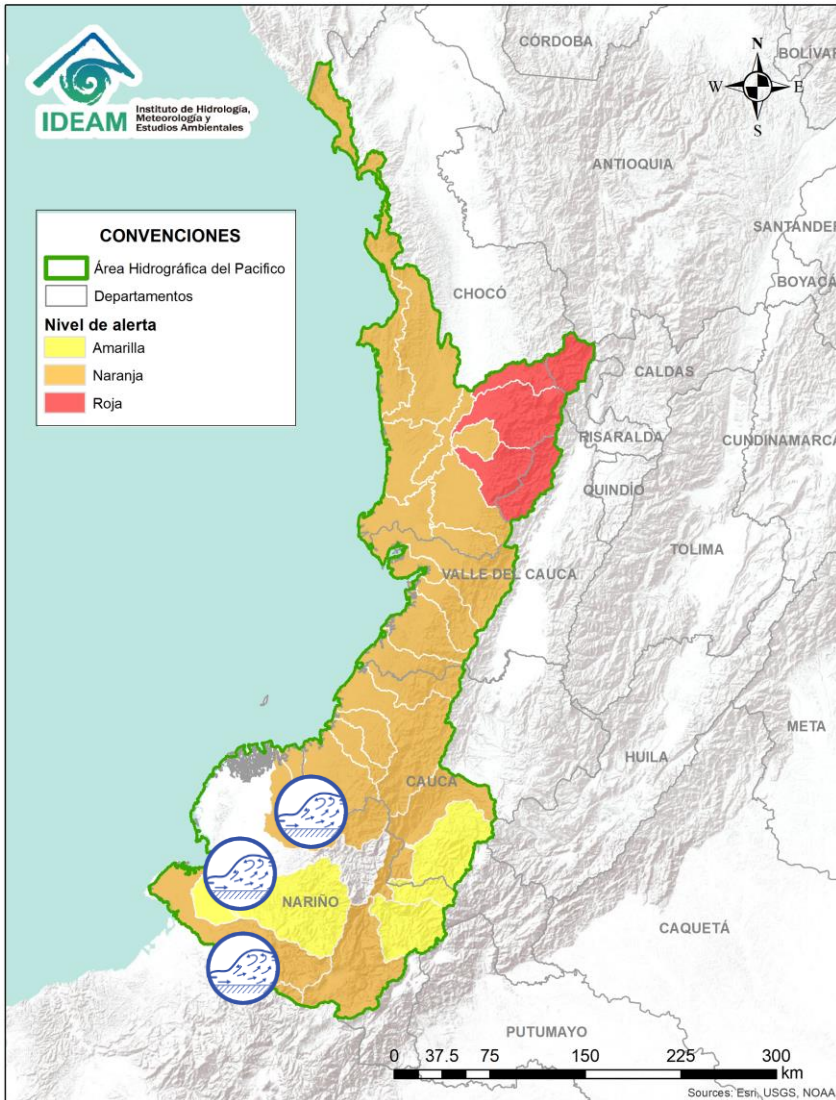 IDEAM
Instituto de Hidrología,
Meteorología y
Estudios Ambientales
CÓRDOBA
BOLÍVAR
N
W
E
S
ANTIOQUIA
SANTANDER
BOYACÁ
CONVENCIONES
Área Hidrográfica del Pacifico
Departamentos
Nivel de alerta
Amarilla
Naranja
Roja
CHOCÓ
CALDAS
RISARALDA
CUNDINAMARCA
QUINDÍO
TOLIMA
VALLE DEL CAUCA
META
HUILA
CAUCA
NARIÑO
CAQUETÁ
PUTUMAYO
0 37.5 75 150 225 300
km
Sources: Esri, USGS, NOAA